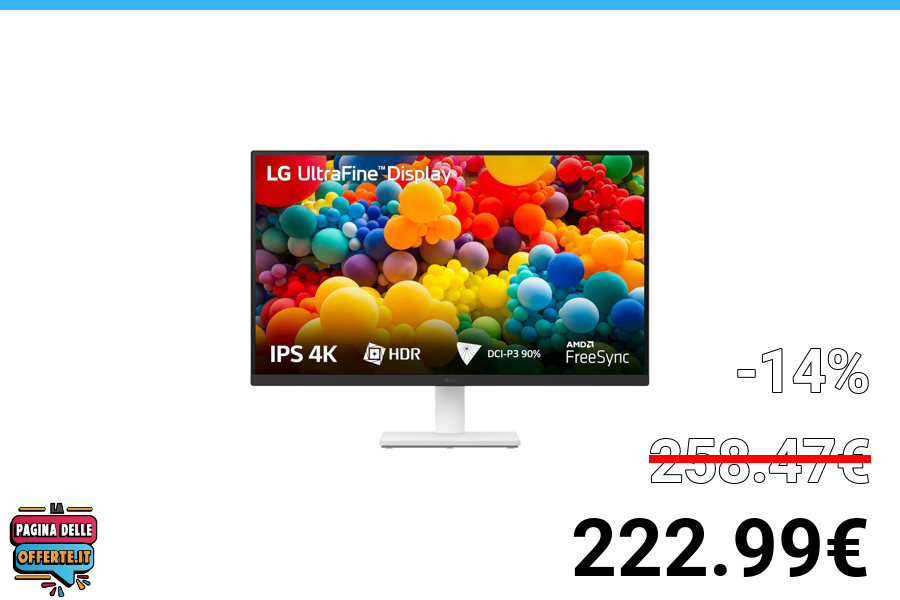 LG UltraFine™ Display
IPS 4K
HDR
DCI-P3 90%
AMD
FreeSync
-14%
258.47€
222.99€
LA
PAGINA DELLE
OFFERTE.IT